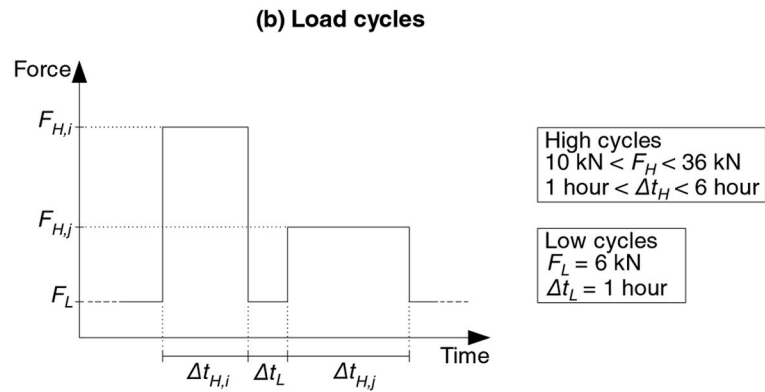 (b) Load cycles
Force
F_{H,i}
F_{H,j}
F_L
Time
Δt_{H,i} Δt_L Δt_{H,j}
High cycles
10 kN < F_H < 36 kN
1 hour < Δt_H < 6 hour
Low cycles
F_L = 6 kN
Δt_L = 1 hour